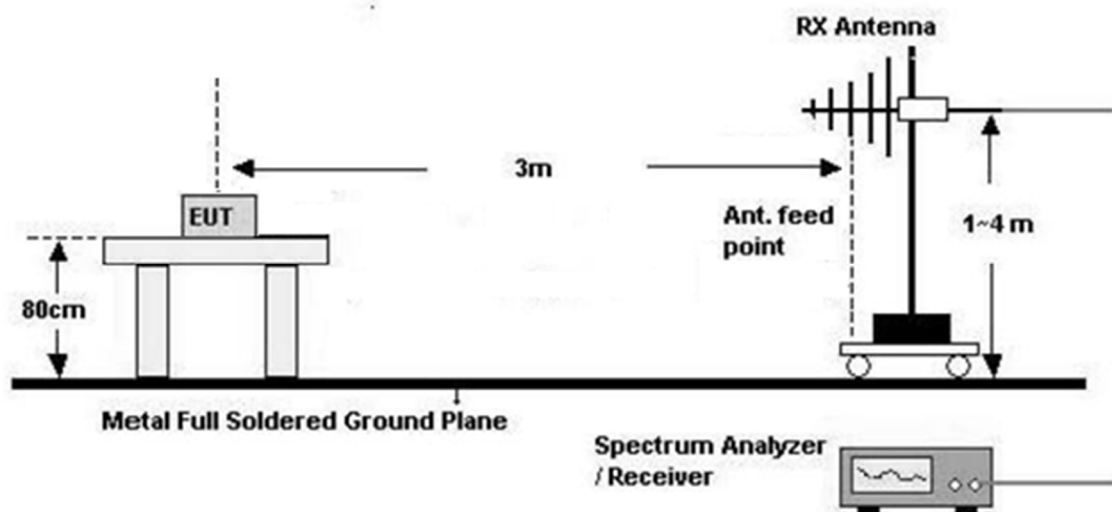 RX Antenna
3m
EUT
Ant. feed
point
1~4 m
80cm
Metal Full Soldered Ground Plane
Spectrum Analyzer
/ Receiver